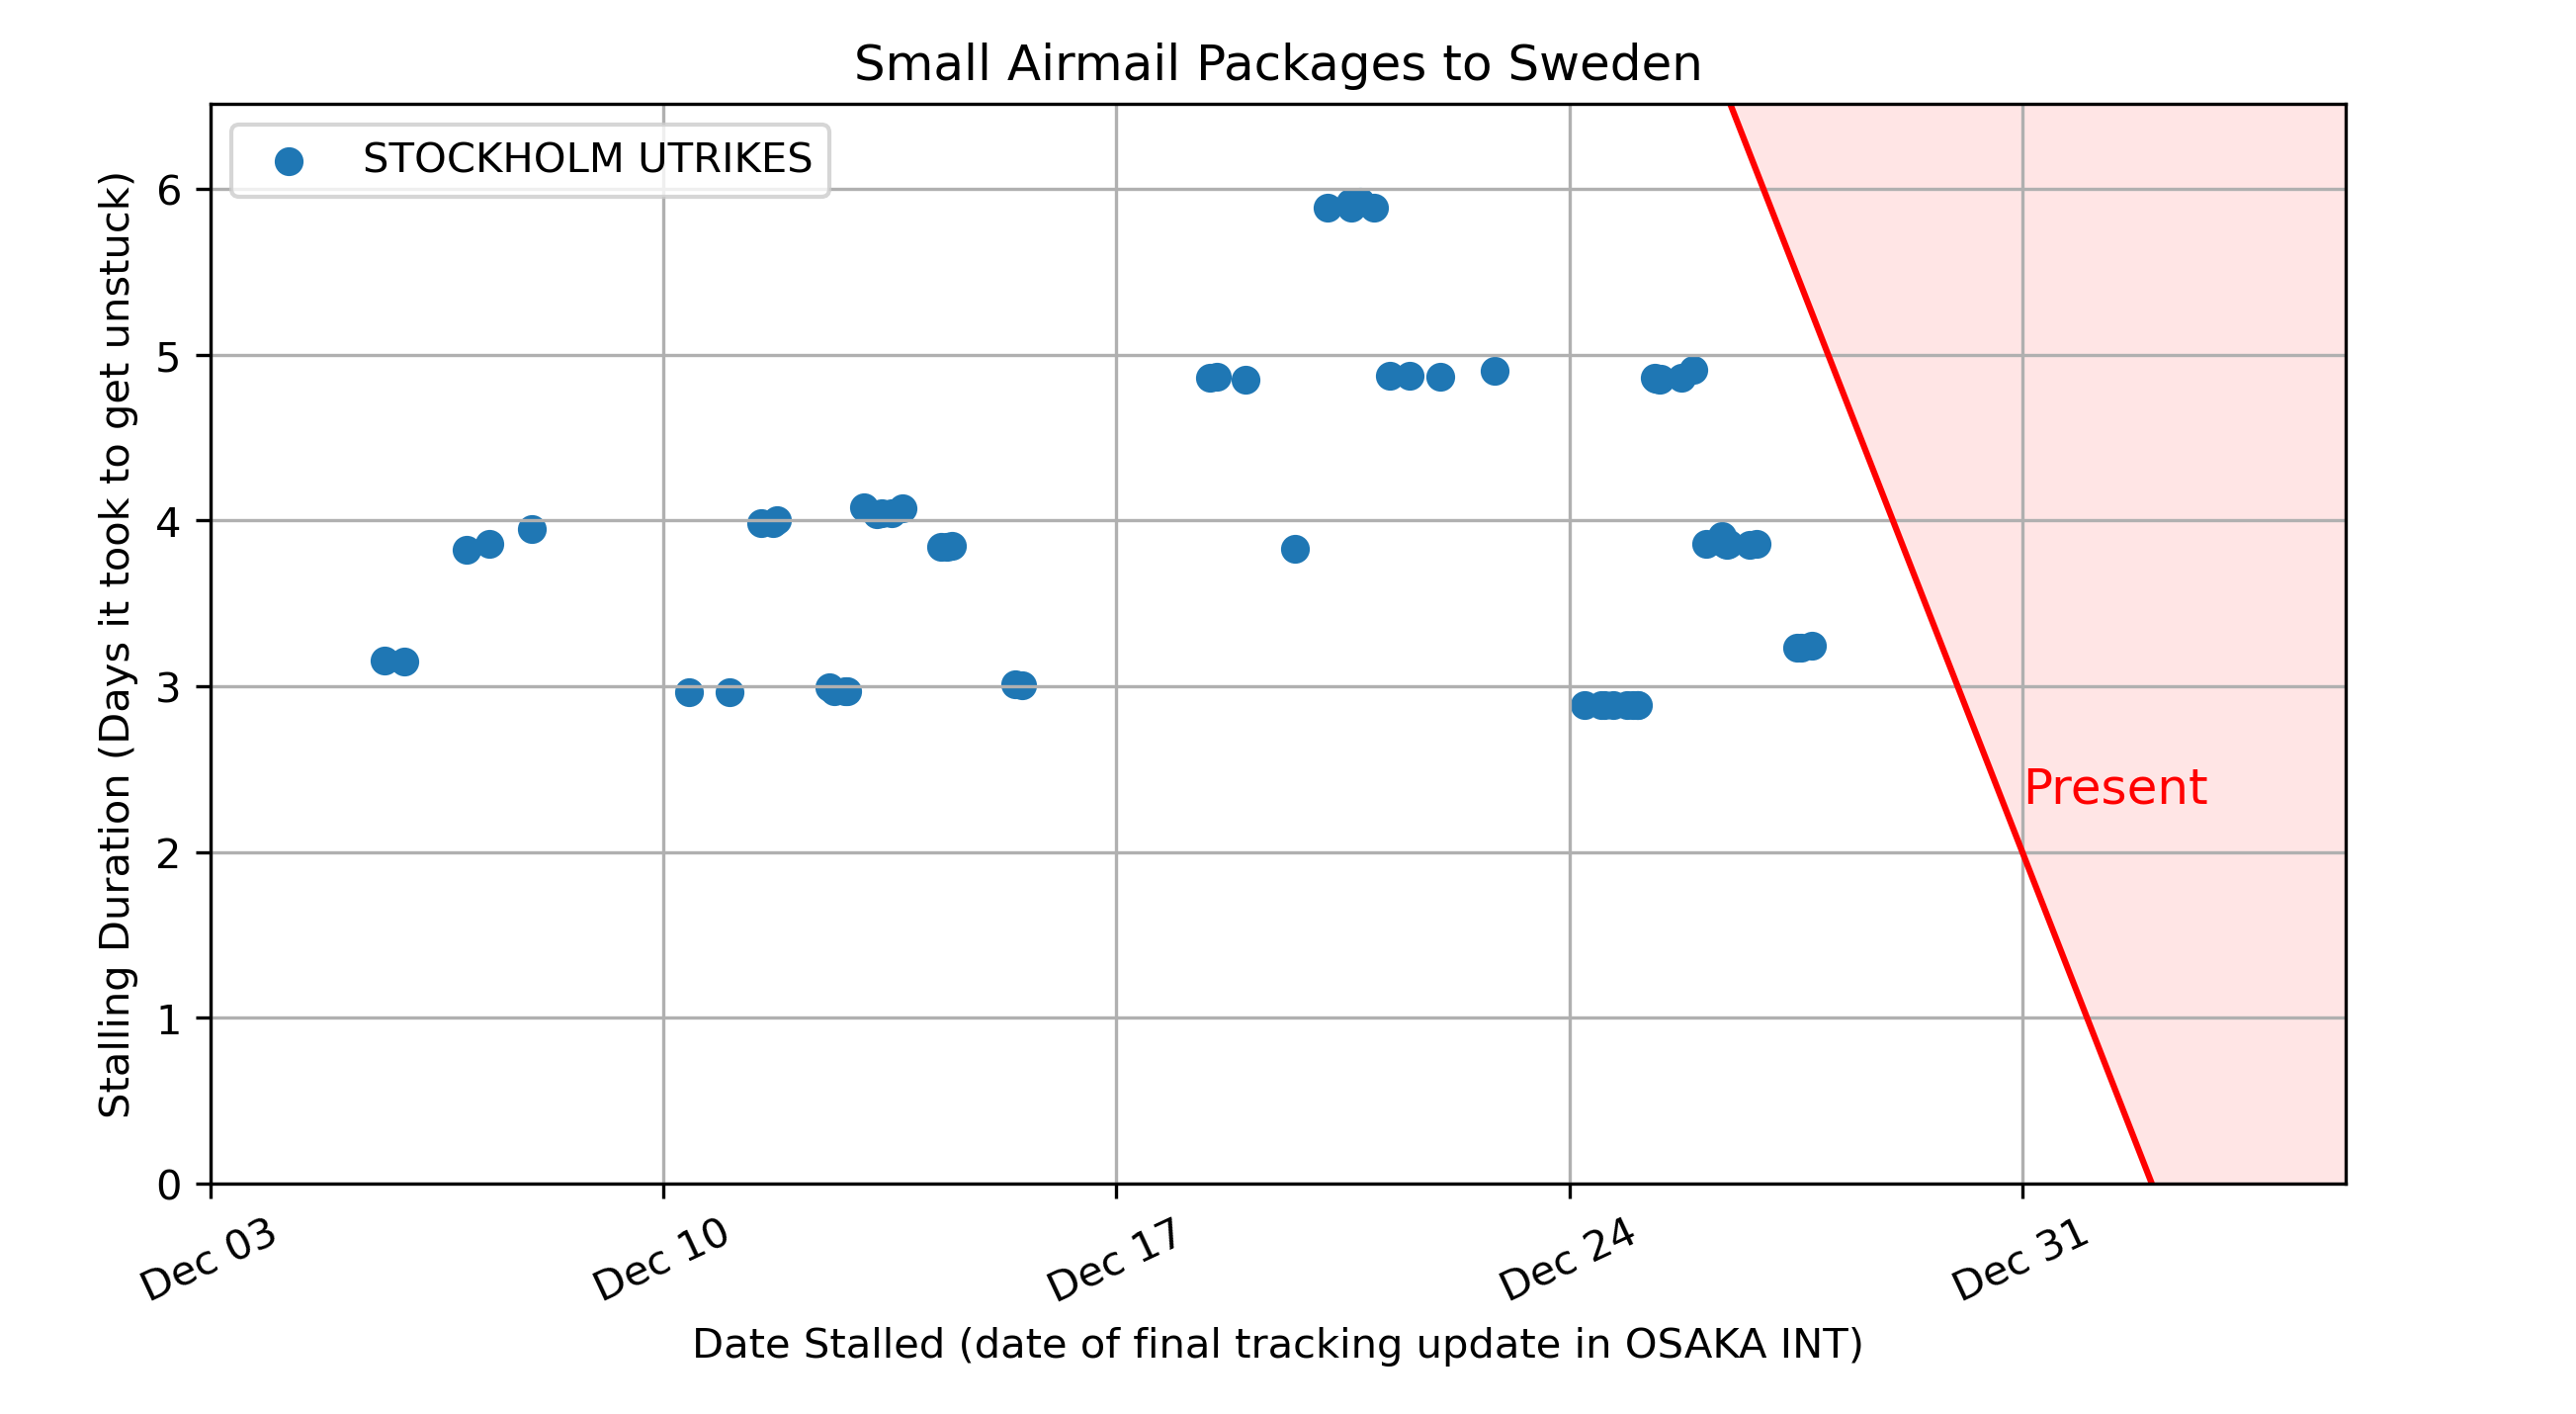 Small Airmail Packages to Sweden
STOCKHOLM UTRIKES
Stalling Duration (Days it took to get unstuck)
6
5
4
3
2
1
0
Present
Dec 03
Dec 10
Dec 17
Dec 24
Dec 31
Date Stalled (date of final tracking update in OSAKA INT)